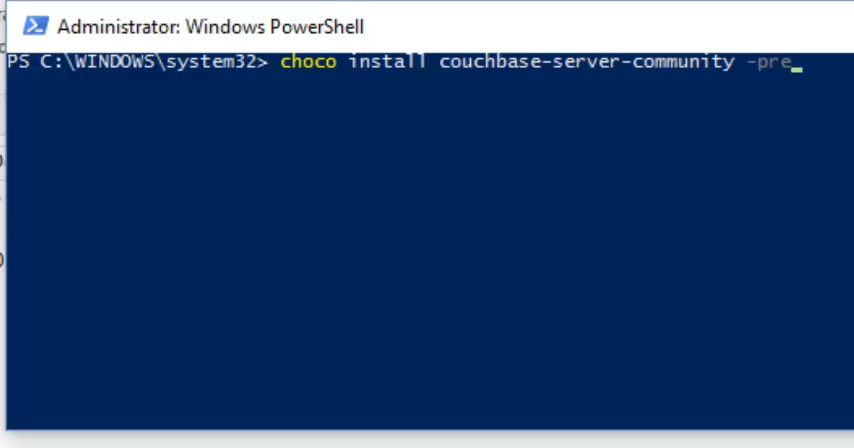 Administrator: Windows PowerShell
PS C:\WINDOWS\system32> choco install couchbase-server-community -pre